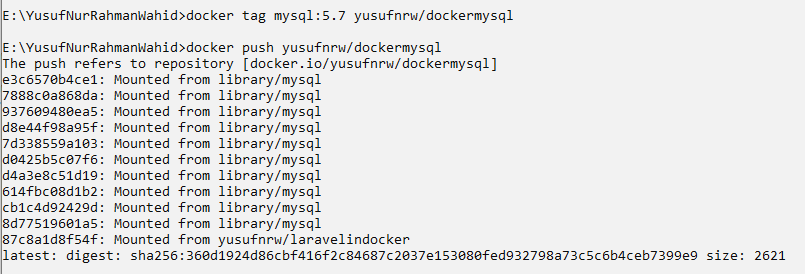 E:\YusufNurRahmanWahid>docker tag mysql:5.7 yusufnrw/dockermysql
E:\YusufNurRahmanWahid>docker push yusufnrw/dockermysql
The push refers to repository [docker.io/yusufnrw/dockermysql]
e3c6570b4ce1: Mounted from library/mysql
7888c0a868da: Mounted from library/mysql
937609480ea5: Mounted from library/mysql
d8e44f98a95f: Mounted from library/mysql
7d338559a103: Mounted from library/mysql
d0425b5c07f6: Mounted from library/mysql
d4a3e8c51d19: Mounted from library/mysql
614fbc08d1b2: Mounted from library/mysql
cb1c4d92429d: Mounted from library/mysql
8d77519601a5: Mounted from library/mysql
87c8a1d8f54f: Mounted from yusufnrw/laravelindocker
latest: digest: sha256:360d1924d86cbf416f2c84687c2037e153080fed932798a73c5c6b4ceb7399e9 size: 2621